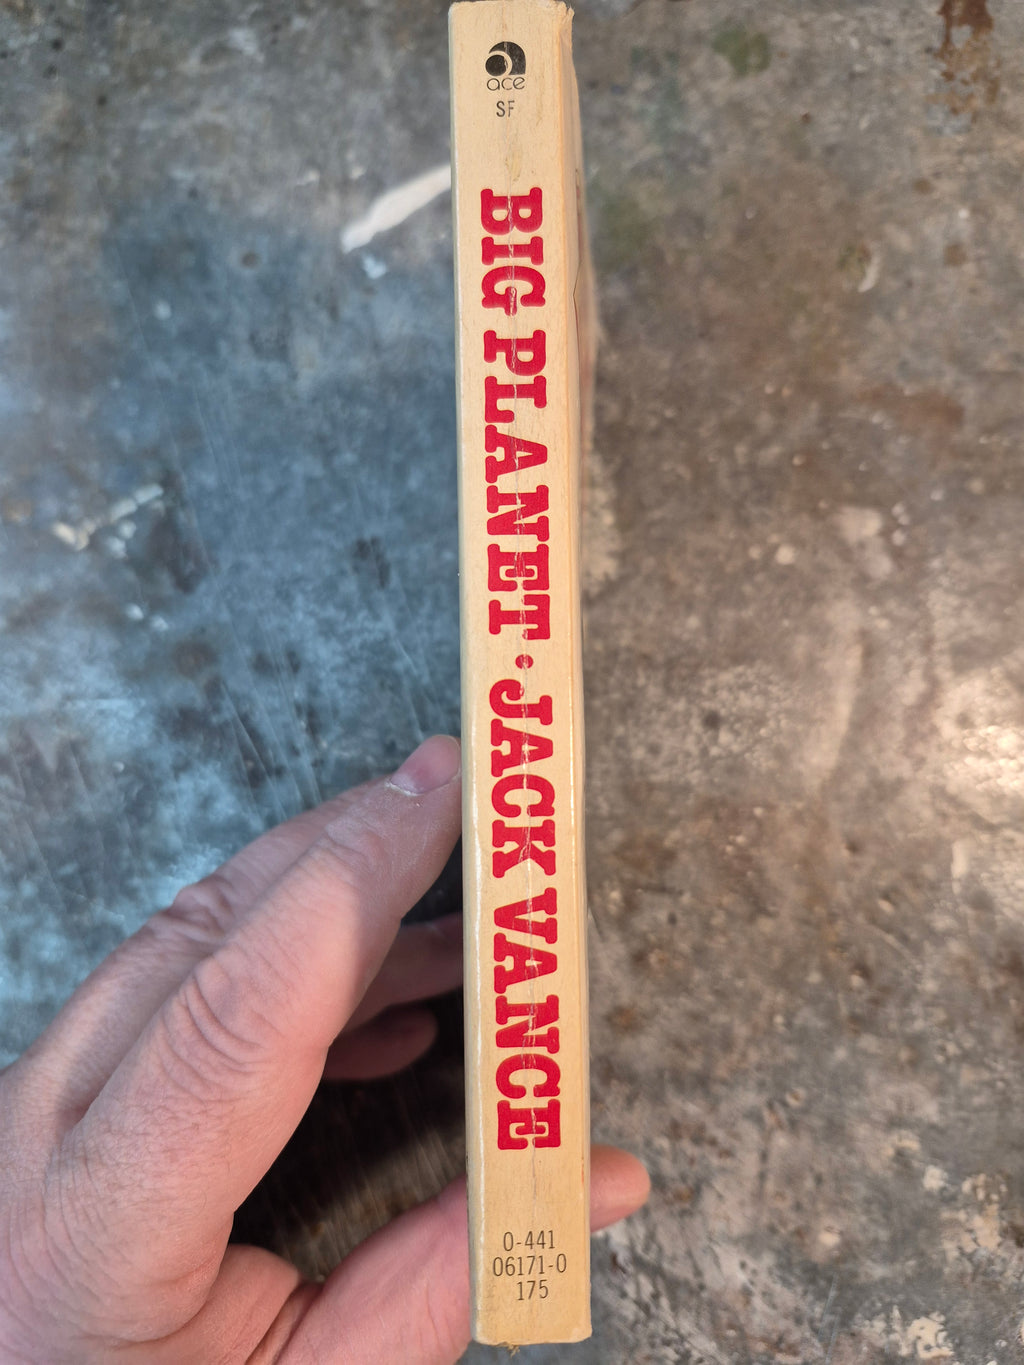 ace
SF
BIG PLANET · JACK VANCE
0-441
06171-0
175